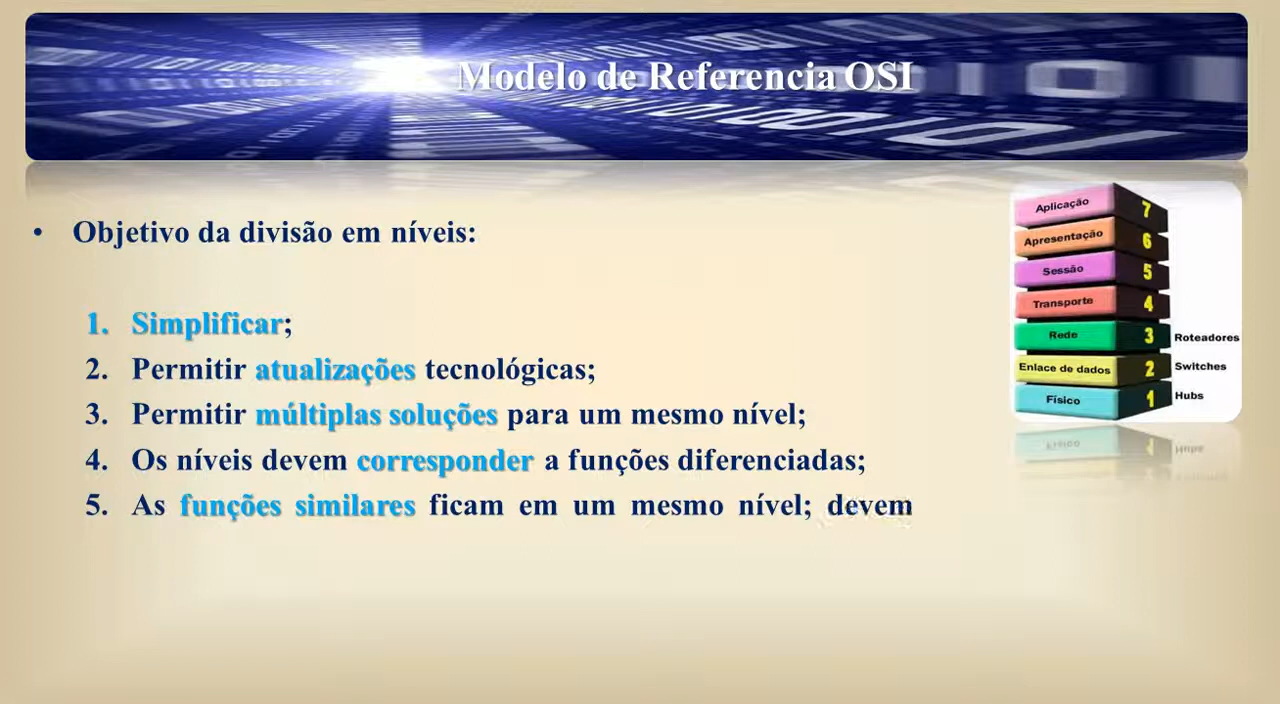 Modelo de Referencia OSI
• Objetivo da divisão em níveis:
1. Simplificar;
2. Permitir atualizações tecnológicas;
3. Permitir múltiplas soluções para um mesmo nível;
4. Os níveis devem corresponder a funções diferenciadas;
5. As funções similares ficam em um mesmo nível; devem
Aplicação 7
Apresentação 6
Sessão 5
Transporte 4
Rede 3 Roteadores
Enlace de dados 2 Switches
Físico 1 Hubs